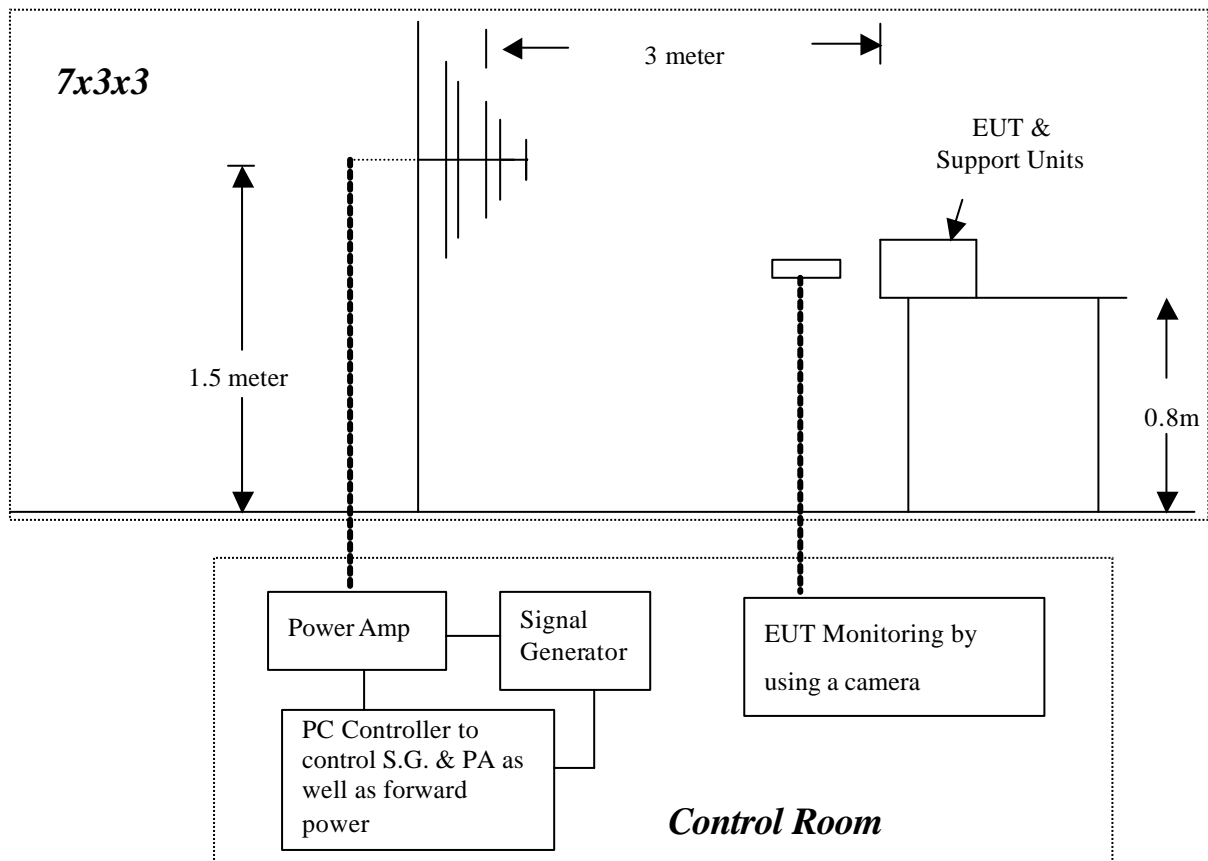 3 meter
7x3x3
EUT &
Support Units
1.5 meter
0.8m
Power Amp
Signal
Generator
EUT Monitoring by
using a camera
PC Controller to
control S.G. & PA as
well as forward
power
Control Room